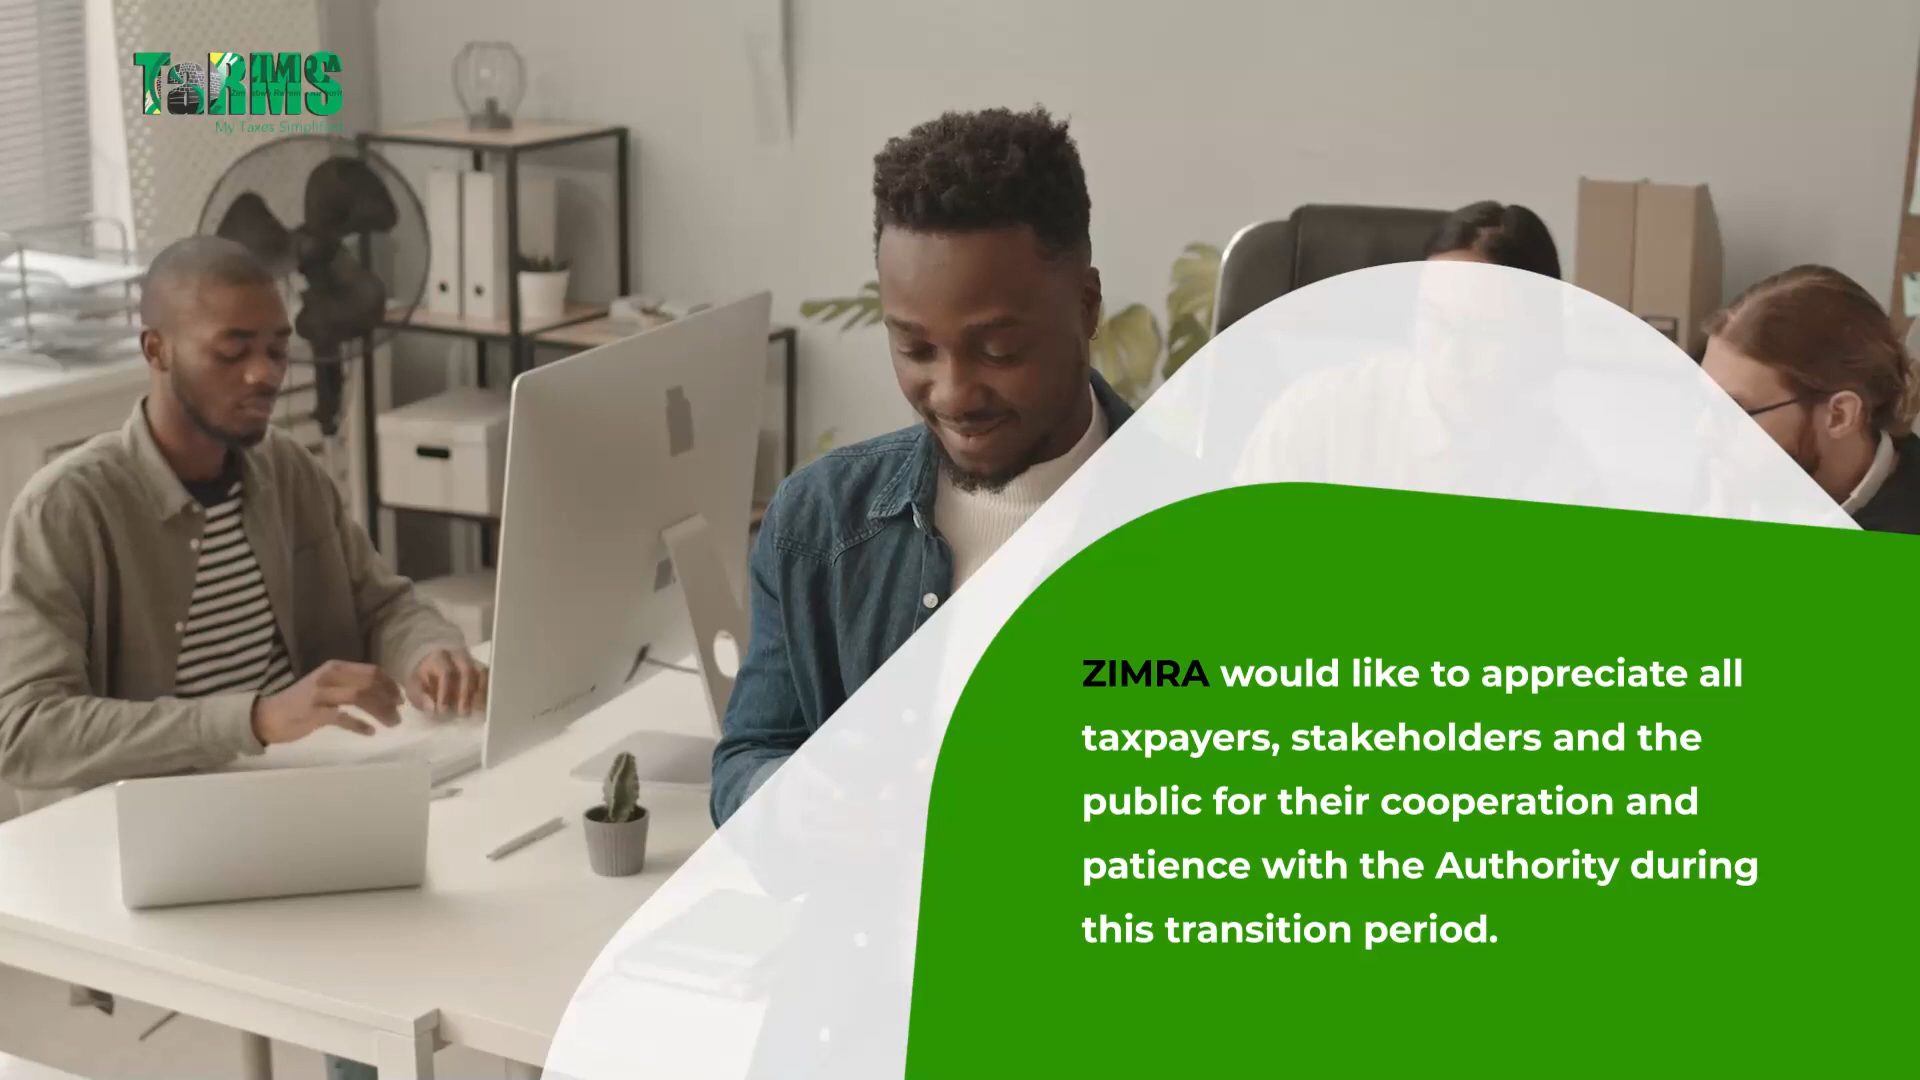 TaRMS
My Taxes Simplified
ZIMRA would like to appreciate all
taxpayers, stakeholders and the
public for their cooperation and
patience with the Authority during
this transition period.